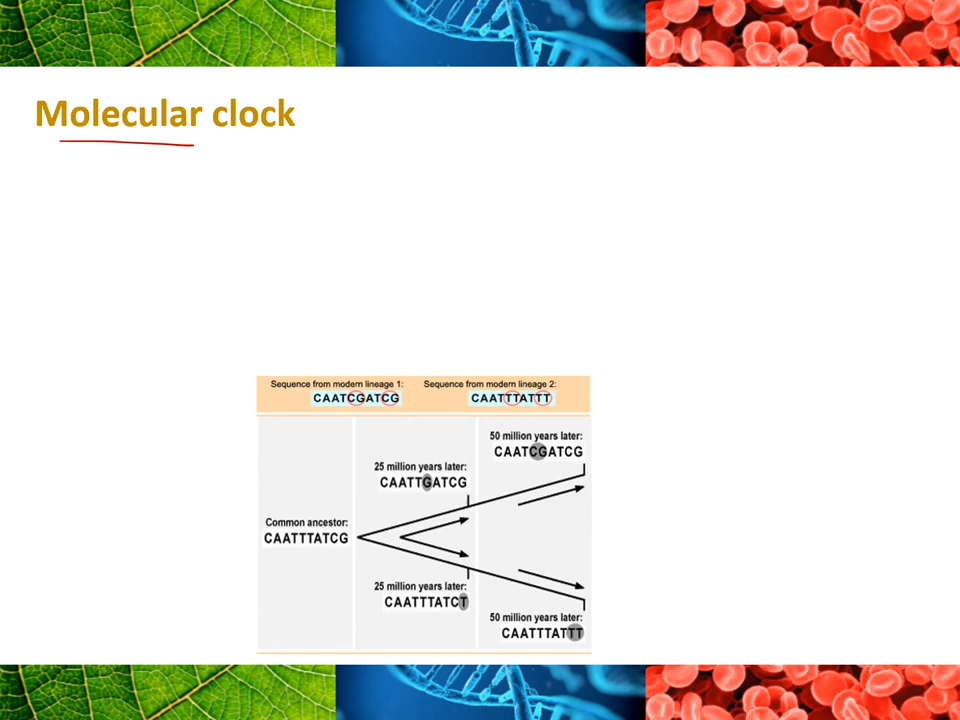 Molecular clock
Sequence from modern lineage 1: Sequence from modern lineage 2:
CAATCGATCG CAATTTATTT
50 million years later:
CAATCGATCG
25 million years later:
CAATTGATCG
Common ancestor:
CAATTTATCG
25 million years later:
CAATTTATCT
50 million years later:
CAATTTATTT